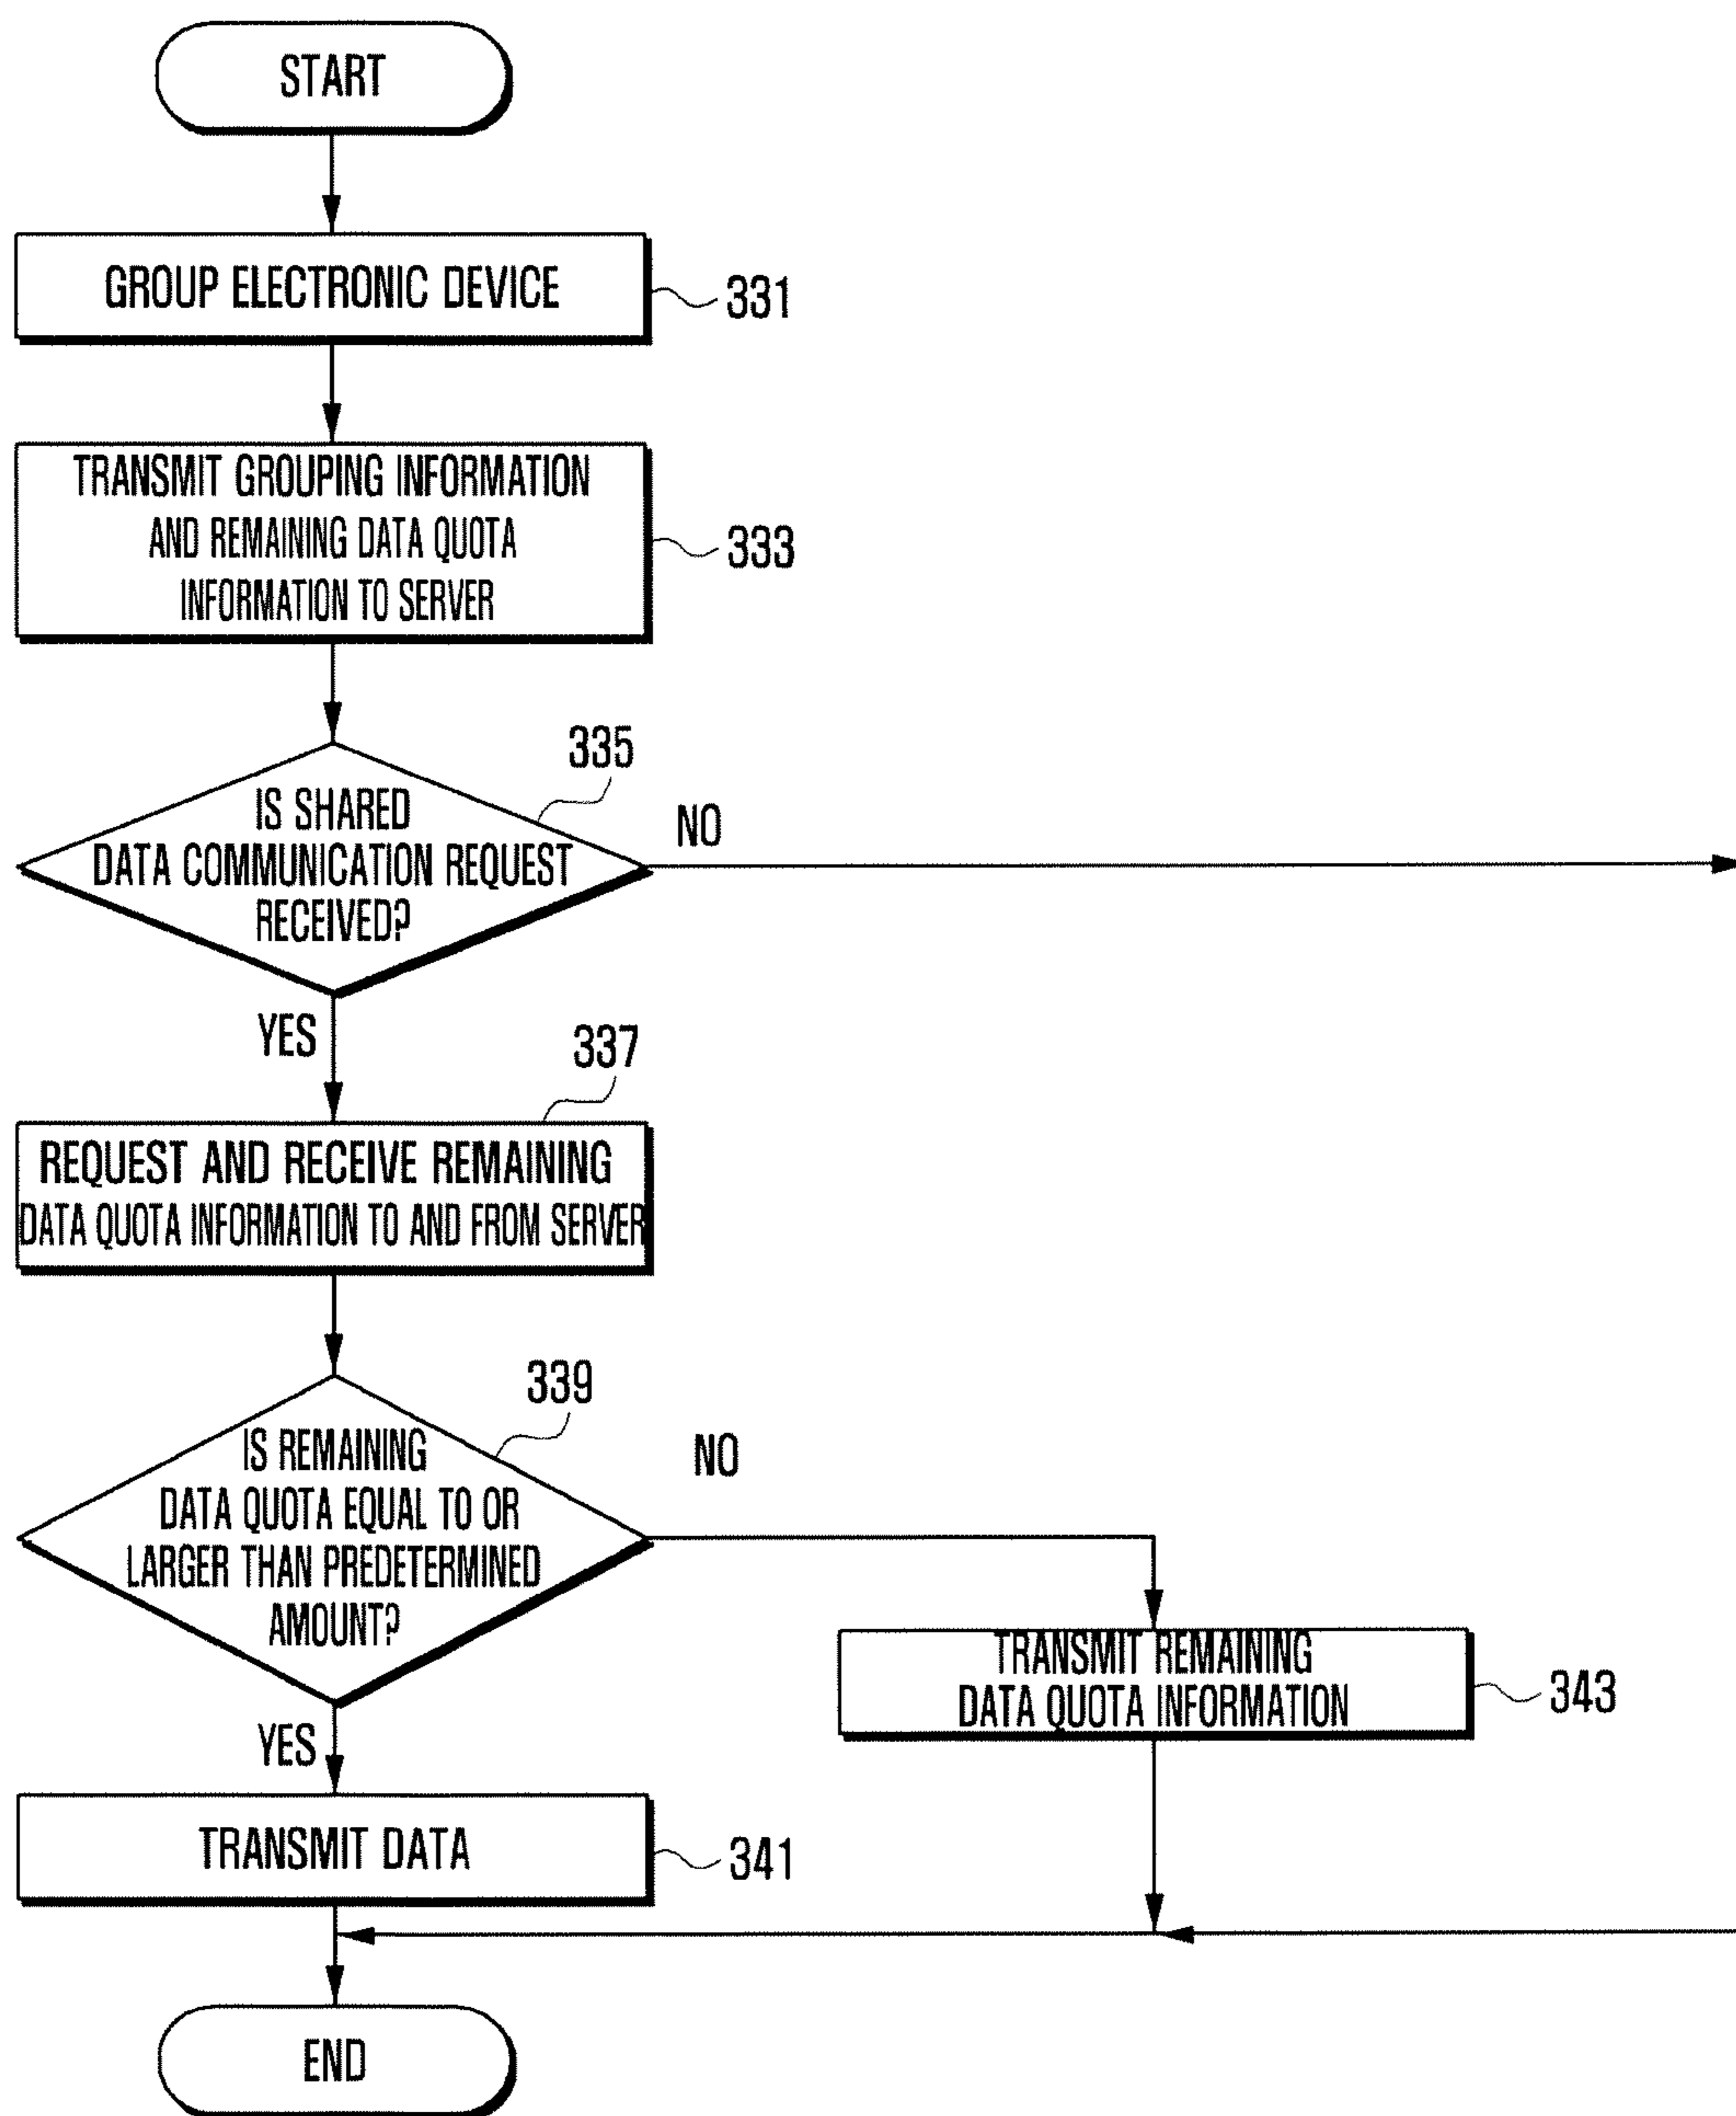 START
GROUP ELECTRONIC DEVICE
331
TRANSMIT GROUPING INFORMATION
AND REMAINING DATA QUOTA
INFORMATION TO SERVER
333
335
IS SHARED
DATA COMMUNICATION REQUEST
RECEIVED?
NO
YES
337
REQUEST AND RECEIVE REMAINING
DATA QUOTA INFORMATION TO AND FROM SERVER
339
IS REMAINING
DATA QUOTA EQUAL TO OR
LARGER THAN PREDETERMINED
AMOUNT?
NO
TRANSMIT REMAINING
DATA QUOTA INFORMATION
343
YES
TRANSMIT DATA
341
END